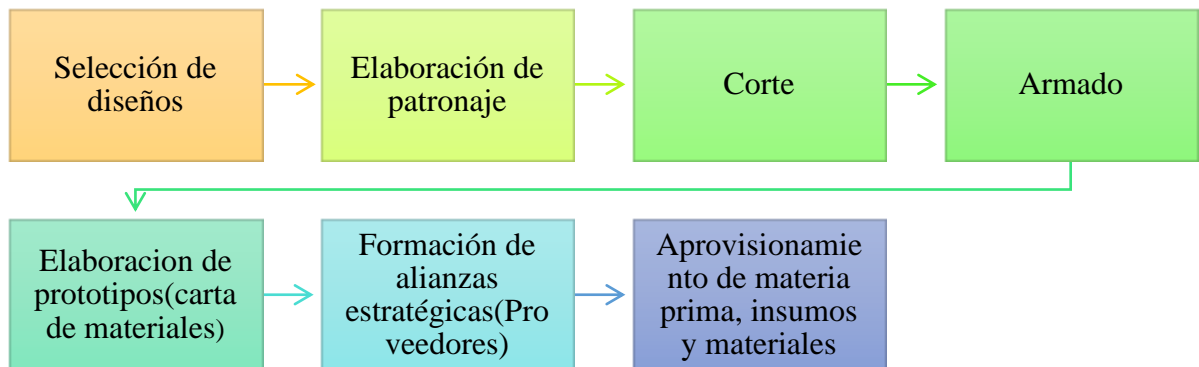 Selección de
diseños
Elaboración de
patronaje
Corte
Armado
Elaboracion de
prototipos(carta
de materiales)
Formación de
alianzas
estratégicas(Pro
veedores)
Aprovisionamie
nto de materia
prima, insumos
y materiales